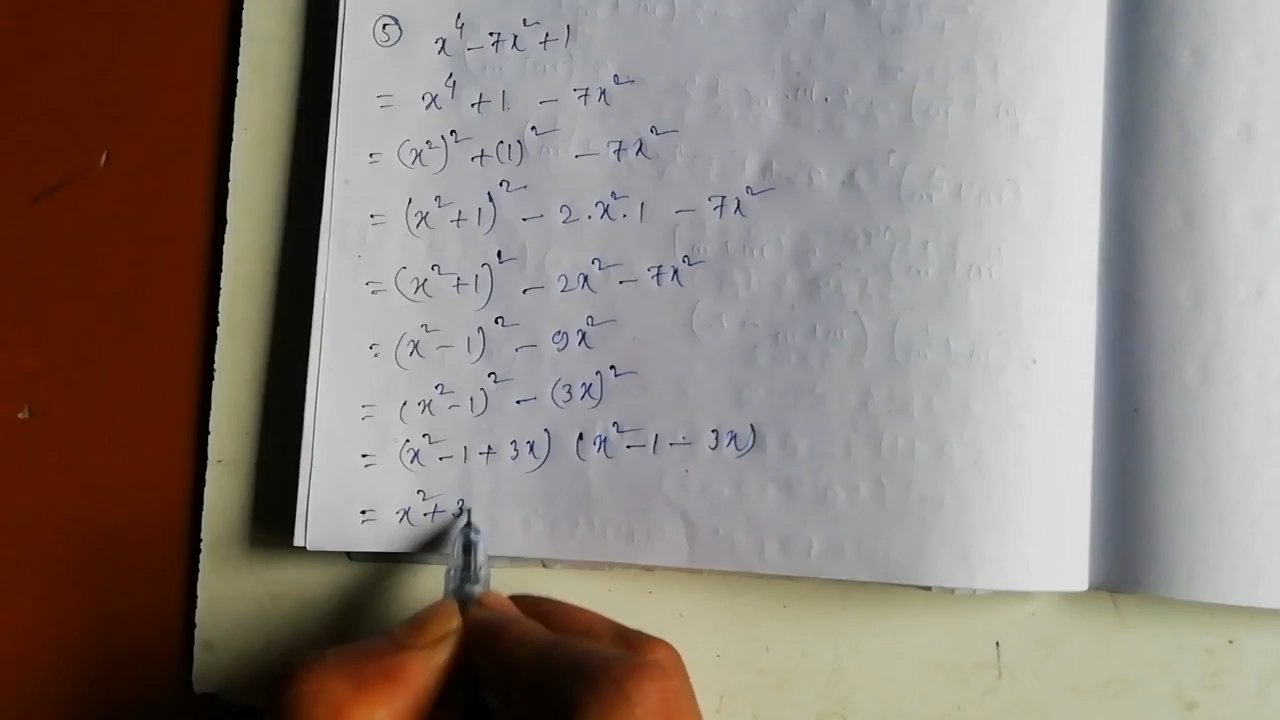 ⑤ x⁴ - 7x² + 1
= x⁴ + 1 - 7x²
= (x²)² + (1)² - 7x²
= (x² + 1)² - 2.x².1 - 7x²
= (x² + 1)² - 2x² - 7x²
= (x² - 1)² - 9x²
= (x² - 1)² - (3x)²
= (x² - 1 + 3x) (x² - 1 - 3x)
= x² + 3